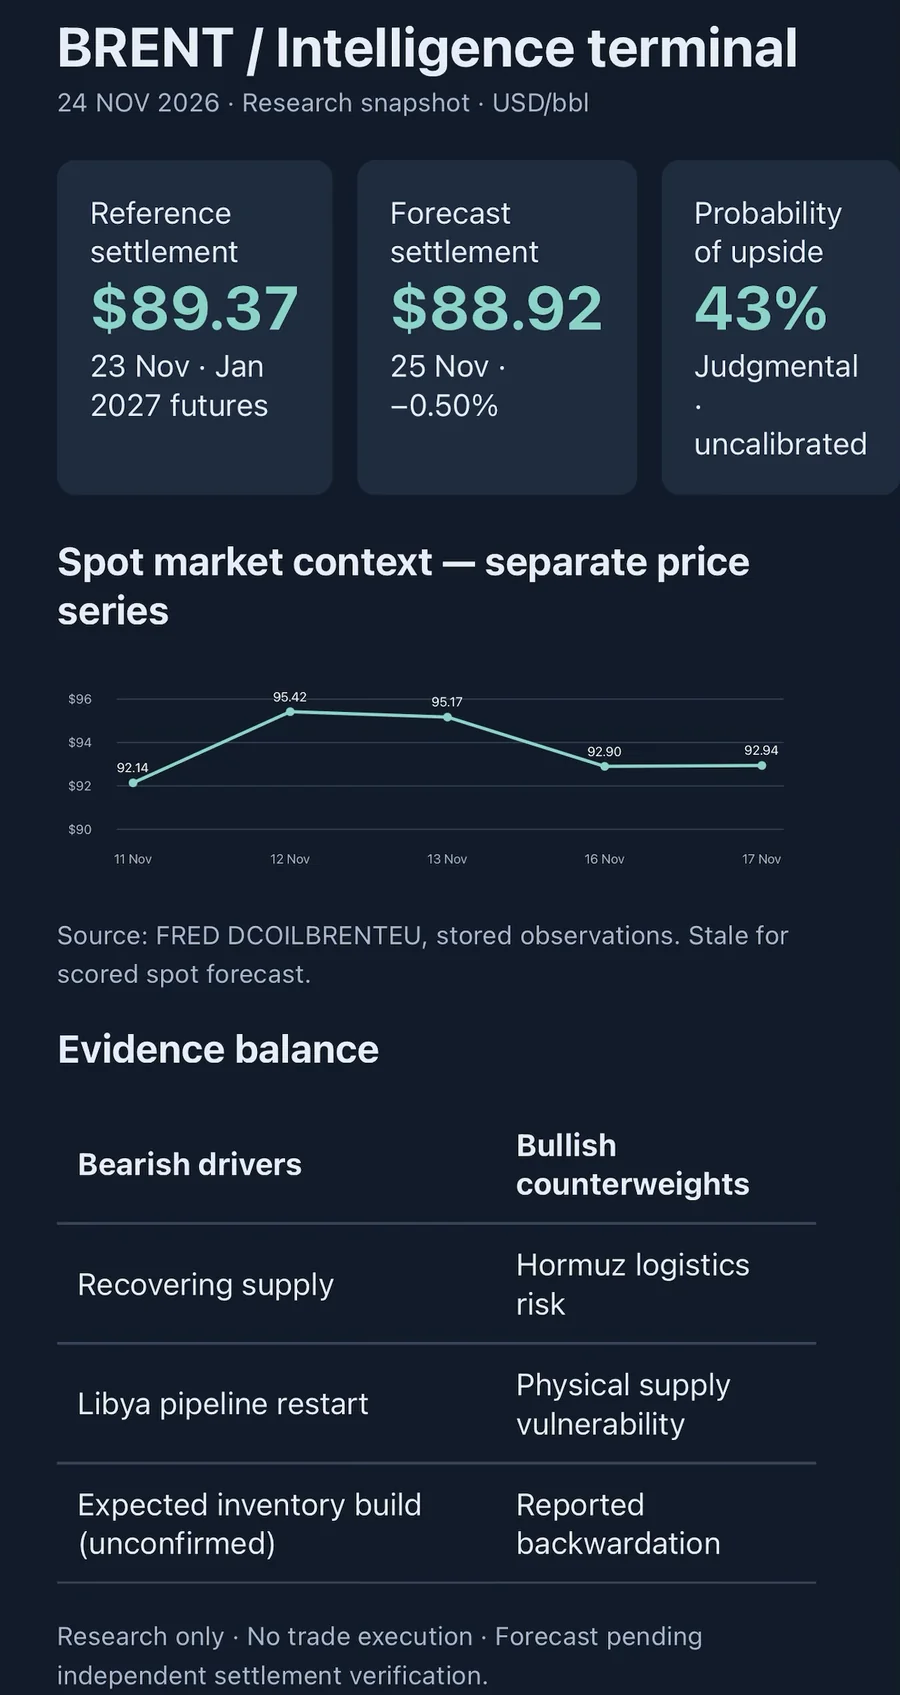 BRENT / Intelligence terminal
24 NOV 2026 · Research snapshot · USD/bbl
Reference
settlement
$89.37
23 Nov · Jan
2027 futures
Forecast
settlement
$88.92
25 Nov ·
−0.50%
Probability
of upside
43%
Judgmental
·
uncalibrated
Spot market context — separate price
series
$96
$94
$92
$90
92.14
95.42
95.17
92.90
92.94
11 Nov
12 Nov
13 Nov
16 Nov
17 Nov
Source: FRED DCOILBRENTEU, stored observations. Stale for
scored spot forecast.
Evidence balance
Bearish drivers
Bullish
counterweights
Recovering supply
Hormuz logistics
risk
Libya pipeline restart
Physical supply
vulnerability
Expected inventory build
(unconfirmed)
Reported
backwardation
Research only · No trade execution · Forecast pending
independent settlement verification.